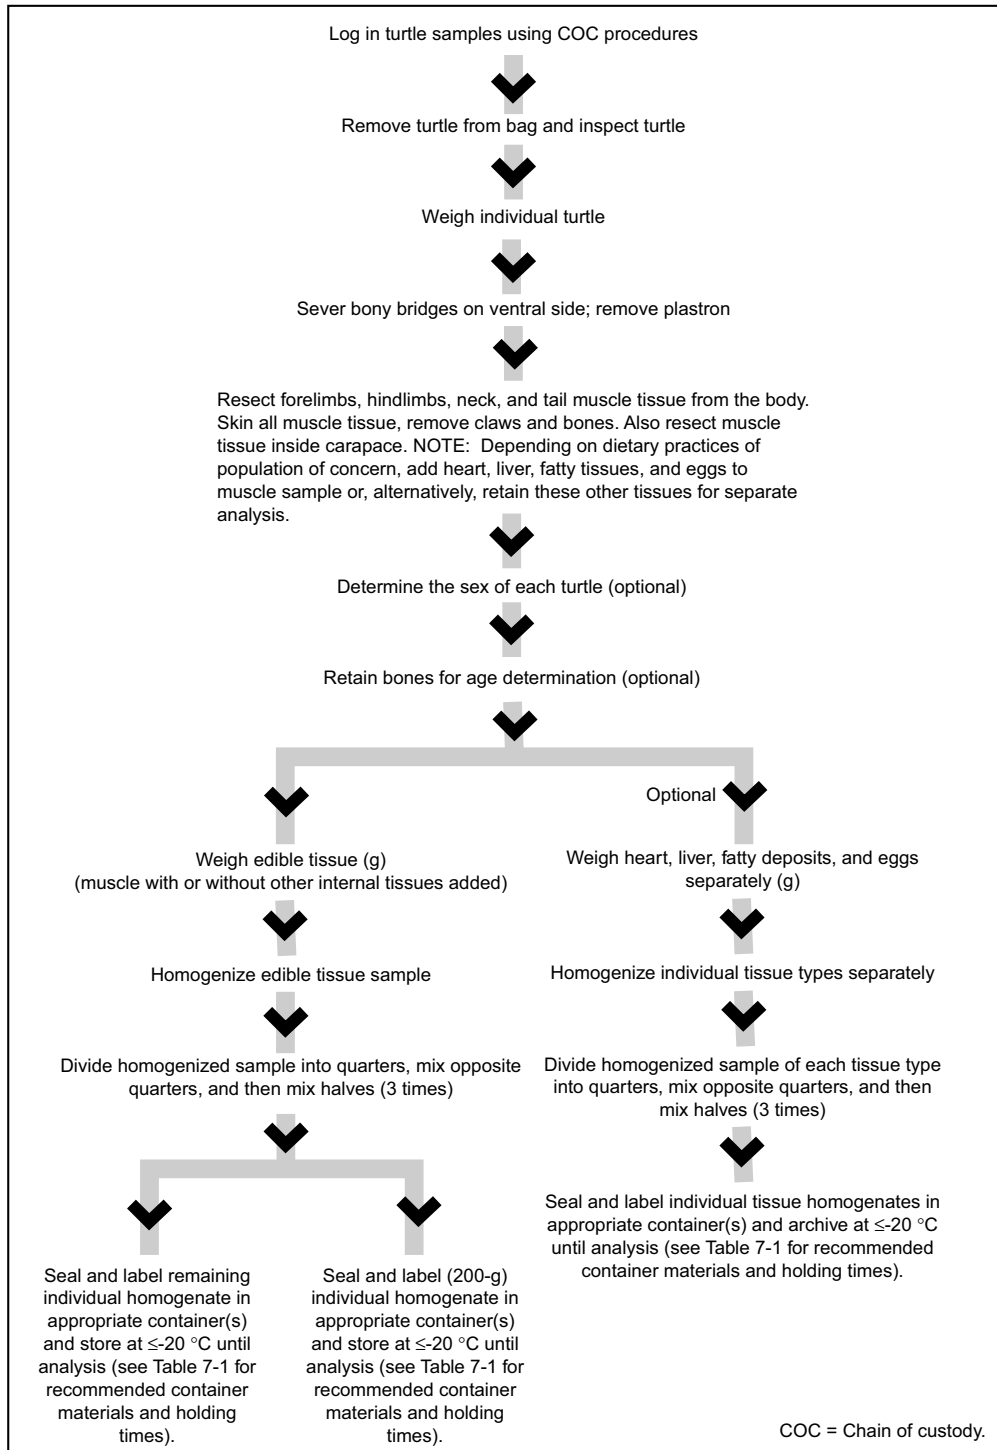 Log in turtle samples using COC procedures
Remove turtle from bag and inspect turtle
Weigh individual turtle
Sever bony bridges on ventral side; remove plastron
Resect forelimbs, hindlimbs, neck, and tail muscle tissue from the body.
Skin all muscle tissue, remove claws and bones. Also resect muscle
tissue inside carapace. NOTE: Depending on dietary practices of
population of concern, add heart, liver, fatty tissues, and eggs to
muscle sample or, alternatively, retain these other tissues for separate
analysis.
Determine the sex of each turtle (optional)
Retain bones for age determination (optional)
Weigh edible tissue (g)
(muscle with or without other internal tissues added)
Homogenize edible tissue sample
Divide homogenized sample into quarters, mix opposite
quarters, and then mix halves (3 times)
Seal and label remaining
individual homogenate in
appropriate container(s)
and store at ≤-20 °C until
analysis (see Table 7-1 for
recommended container
materials and holding
times).
Seal and label (200-g)
individual homogenate in
appropriate container(s)
and store at ≤-20 °C until
analysis (see Table 7-1 for
recommended container
materials and holding
times).
Optional
Weigh heart, liver, fatty deposits, and eggs
separately (g)
Homogenize individual tissue types separately
Divide homogenized sample of each tissue type
into quarters, mix opposite quarters, and then
mix halves (3 times)
Seal and label individual tissue homogenates in
appropriate container(s) and archive at ≤-20 °C
until analysis (see Table 7-1 for recommended
container materials and holding times).
COC = Chain of custody.